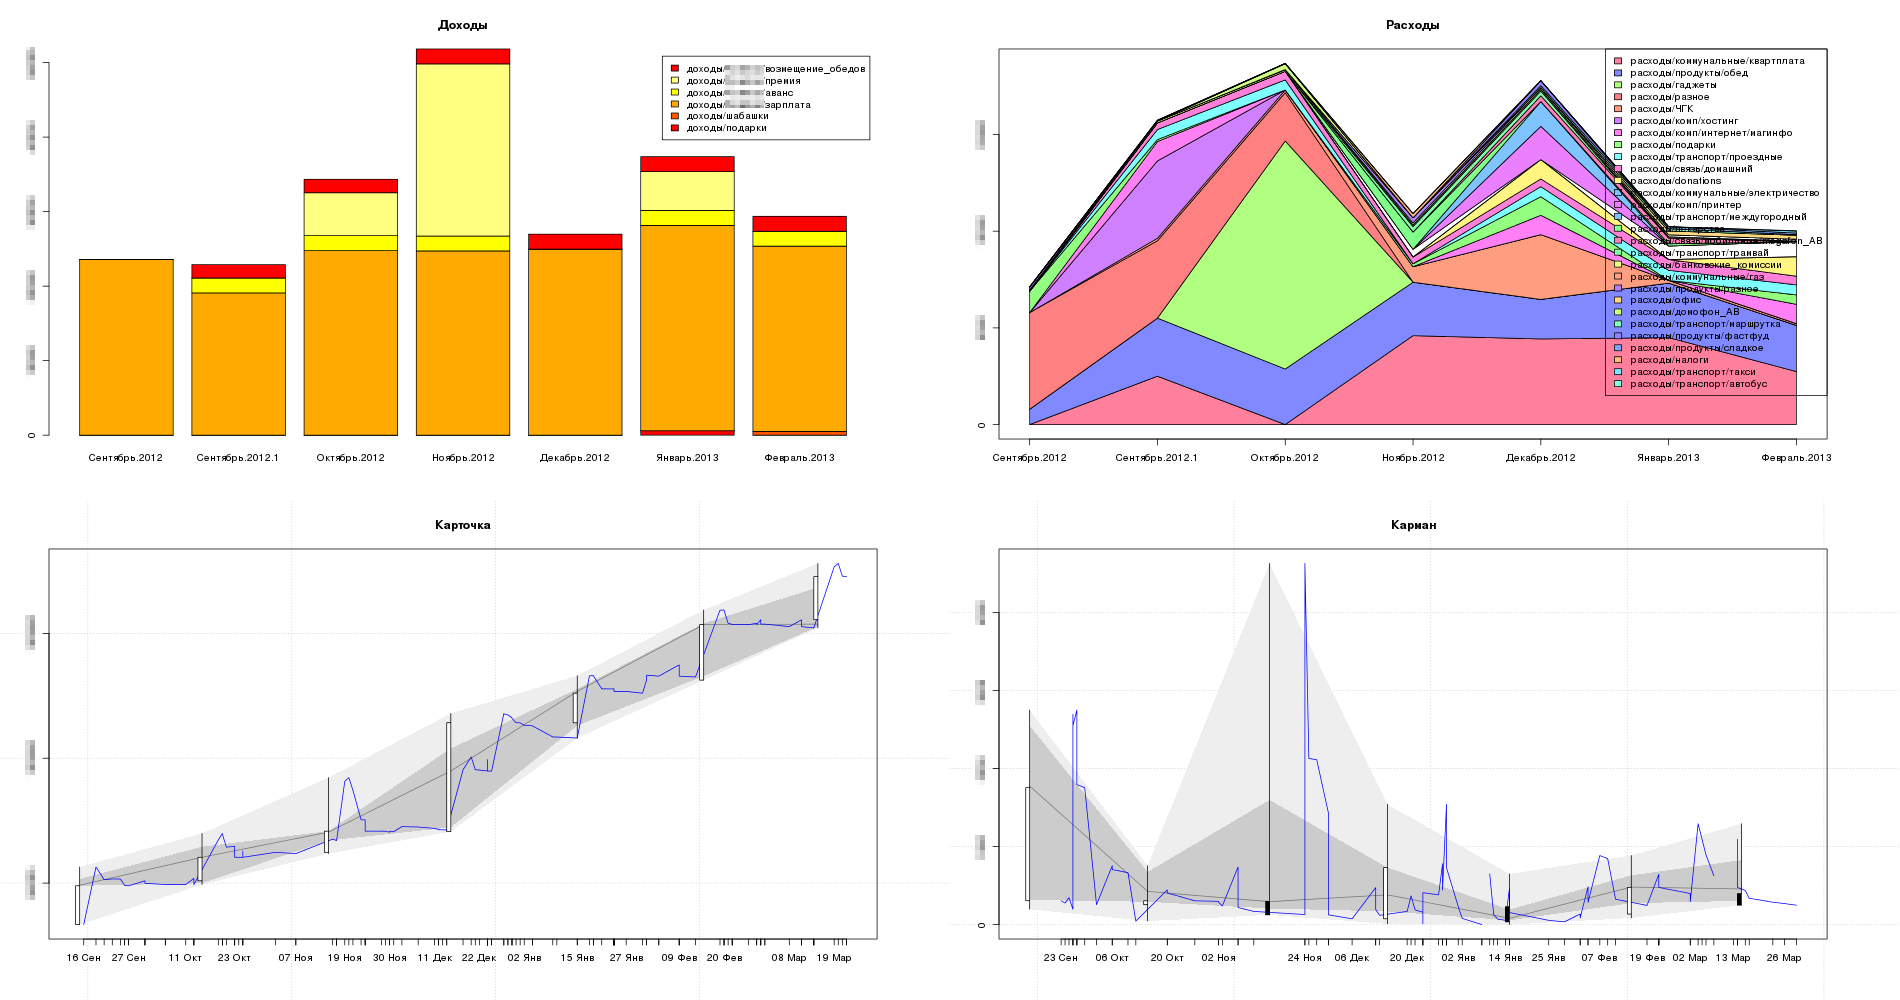 Доходы
доходы/ /возмещение_обедов
доходы/ /премия
доходы/ /аванс
доходы/ /зарплата
доходы/шабашки
доходы/подарки
0
Сентябрь.2012 Сентябрь.2012.1 Октябрь.2012 Ноябрь.2012 Декабрь.2012 Январь.2013 Февраль.2013
Расходы
расходы/коммунальные/квартплата
расходы/продукты/обед
расходы/гаджеты
расходы/разное
расходы/ЧГК
расходы/комп/хостинг
расходы/комп/интернет/магинфо
расходы/подарки
расходы/транспорт/проездные
расходы/связь/домашний
расходы/donations
расходы/коммунальные/электричество
расходы/комп/принтер
расходы/транспорт/междугородный
расходы/лекарства
расходы/связь/мобильное/megafon_AB
расходы/транспорт/трамвай
расходы/банковские_комиссии
расходы/коммунальные/газ
расходы/продукты/разное
расходы/офис
расходы/домофон_АВ
расходы/транспорт/маршрутка
расходы/продукты/фастфуд
расходы/продукты/сладкое
расходы/налоги
расходы/транспорт/такси
расходы/транспорт/автобус
0
Сентябрь.2012 Сентябрь.2012.1 Октябрь.2012 Ноябрь.2012 Декабрь.2012 Январь.2013 Февраль.2013
Карточка
16 Сен 27 Сен 11 Окт 23 Окт 07 Ноя 19 Ноя 30 Ноя 11 Дек 22 Дек 02 Янв 15 Янв 27 Янв 09 Фев 20 Фев 08 Мар 19 Мар
Карман
0
23 Сен 06 Окт 20 Окт 02 Ноя 24 Ноя 06 Дек 20 Дек 02 Янв 14 Янв 25 Янв 07 Фев 19 Фев 02 Мар 13 Мар 26 Мар